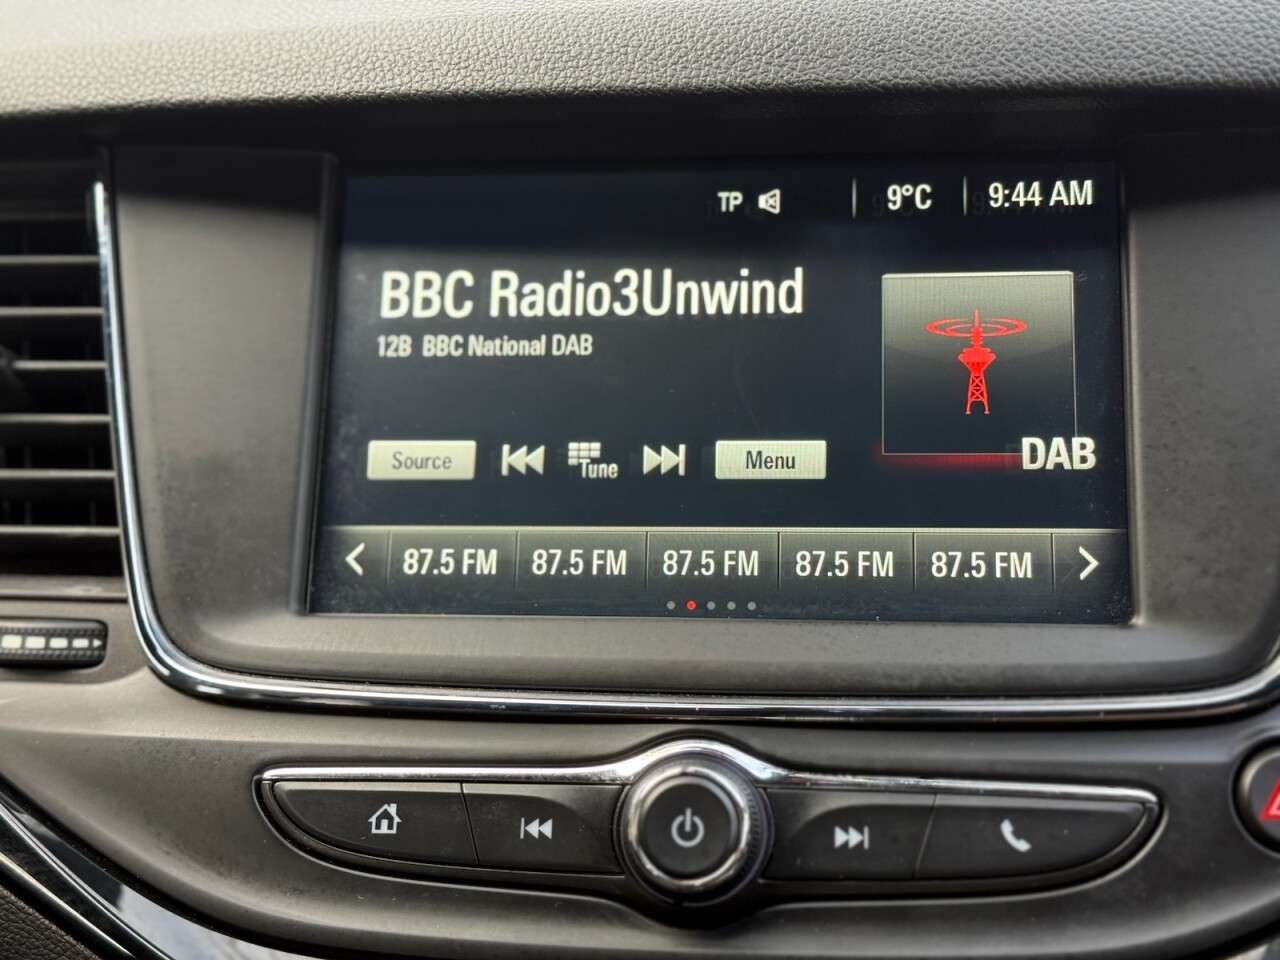 TP
9°C
9:44 AM
BBC Radio3Unwind
12B BBC National DAB
Source
Tune
Menu
DAB
87.5 FM
87.5 FM
87.5 FM
87.5 FM
87.5 FM